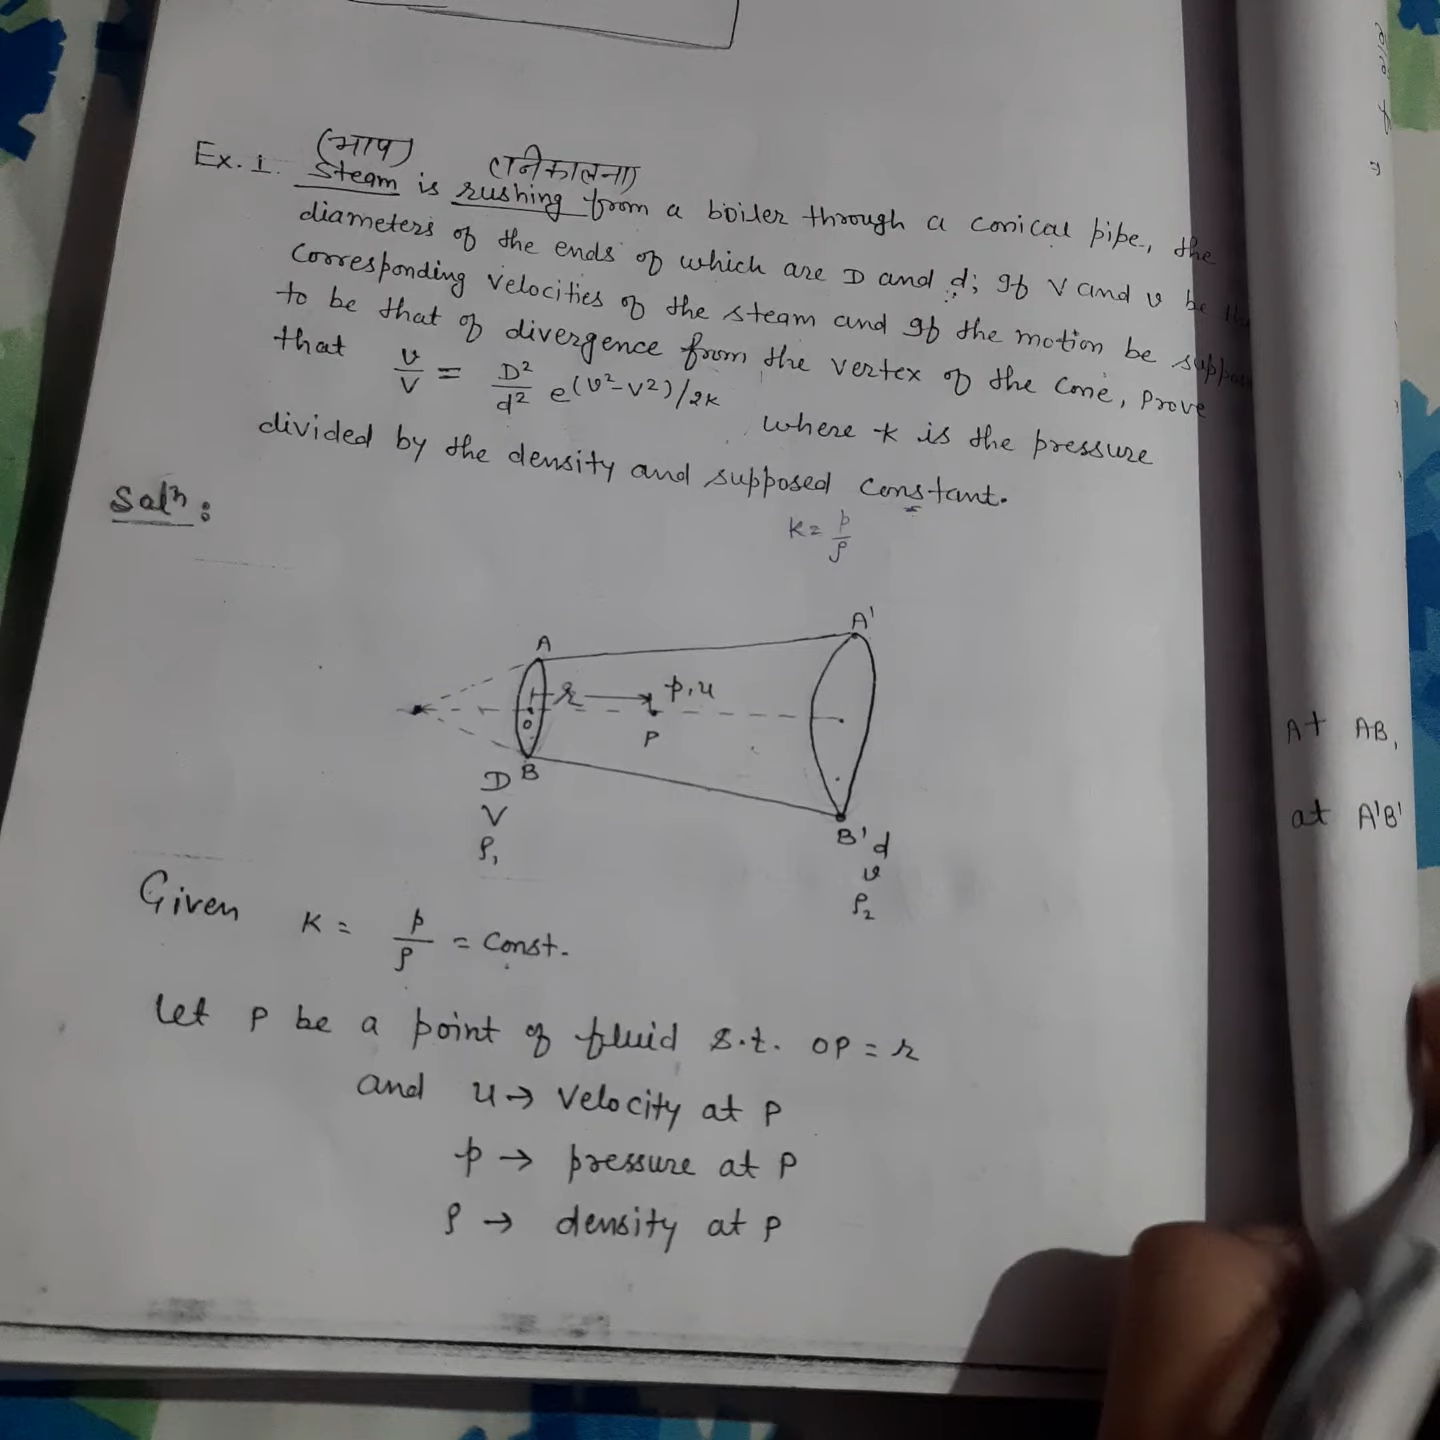 (भाप) (निकालना)
Ex. 1. Steam is rushing from a boiler through a conical pipe, the
diameters of the ends of which are D and d; If V and v be the
corresponding velocities of the steam and If the motion be
to be that of divergence from the vertex of the cone, prove
that v/V = D²/d² e^(v²-V²)/2K where K is the pressure
divided by the density and supposed constant.
K = p/ρ
Solⁿ:
A A'
r p, u
O P
B B'
D d
V v
ρ₁ ρ₂
At AB,
at A'B'
Given K = p/ρ = Const.
Let P be a point of fluid s.t. OP = r
and u → velocity at P
p → pressure at P
ρ → density at P